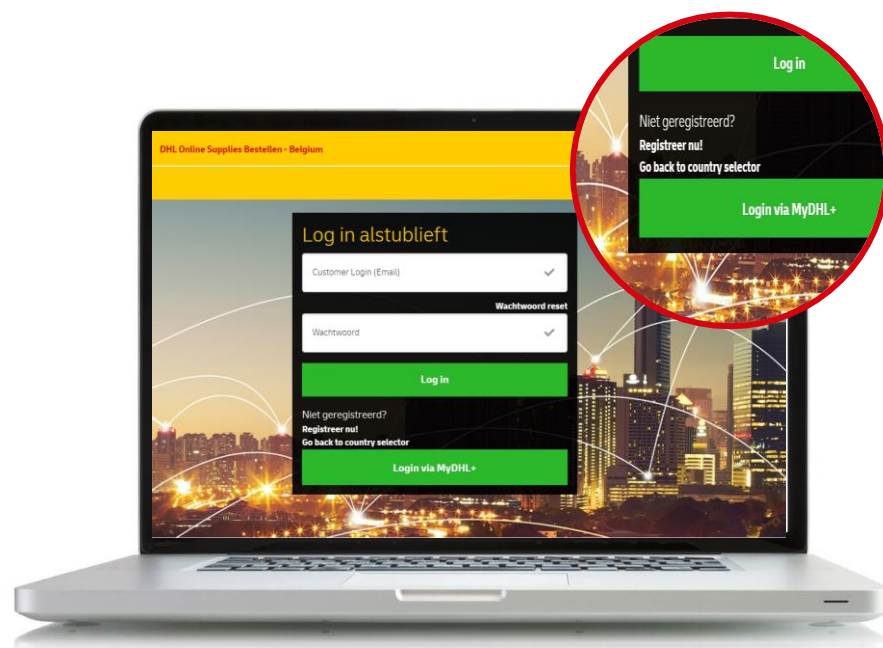 DHL Online Supplies Bestellen - Belgium
Log in alstublieft
Customer Login (Email)
Wachtwoord reset
Wachtwoord
Log in
Niet geregistreerd?
Registreer nu!
Go back to country selector
Login via MyDHL+
Log in
Niet geregistreerd?
Registreer nu!
Go back to country selector
Login via MyDHL+